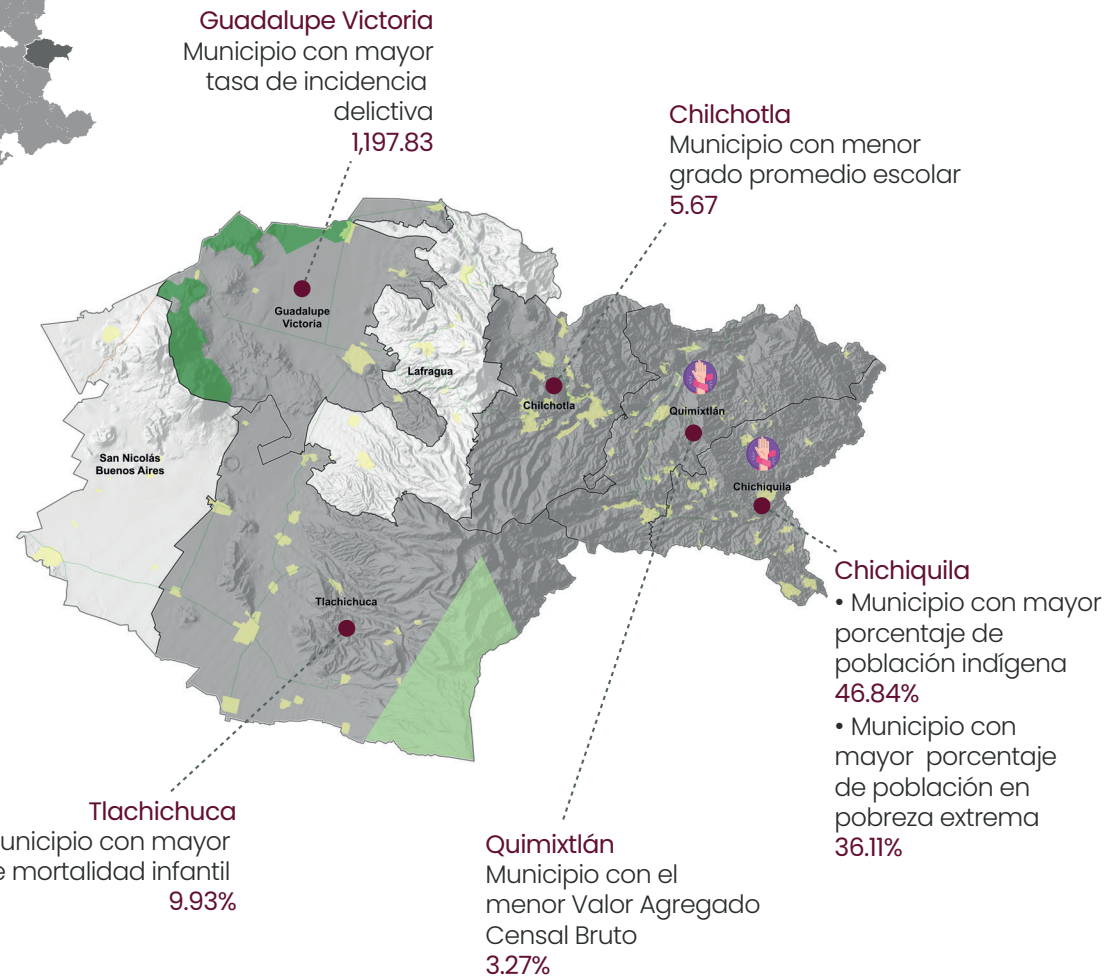 Guadalupe Victoria
Municipio con mayor
tasa de incidencia
delictiva
1,197.83
Chilchotla
Municipio con menor
grado promedio escolar
5.67
Guadalupe
Victoria
Lafragua
Chilchotla
Quimixtlán
San Nicolás
Buenos Aires
Chichiquila
Tlachichuca
Chichiquila
• Municipio con mayor
porcentaje de
población indígena
46.84%
• Municipio con
mayor porcentaje
de población en
pobreza extrema
36.11%
Tlachichuca
unicipio con mayor
e mortalidad infantil
9.93%
Quimixtlán
Municipio con el
menor Valor Agregado
Censal Bruto
3.27%